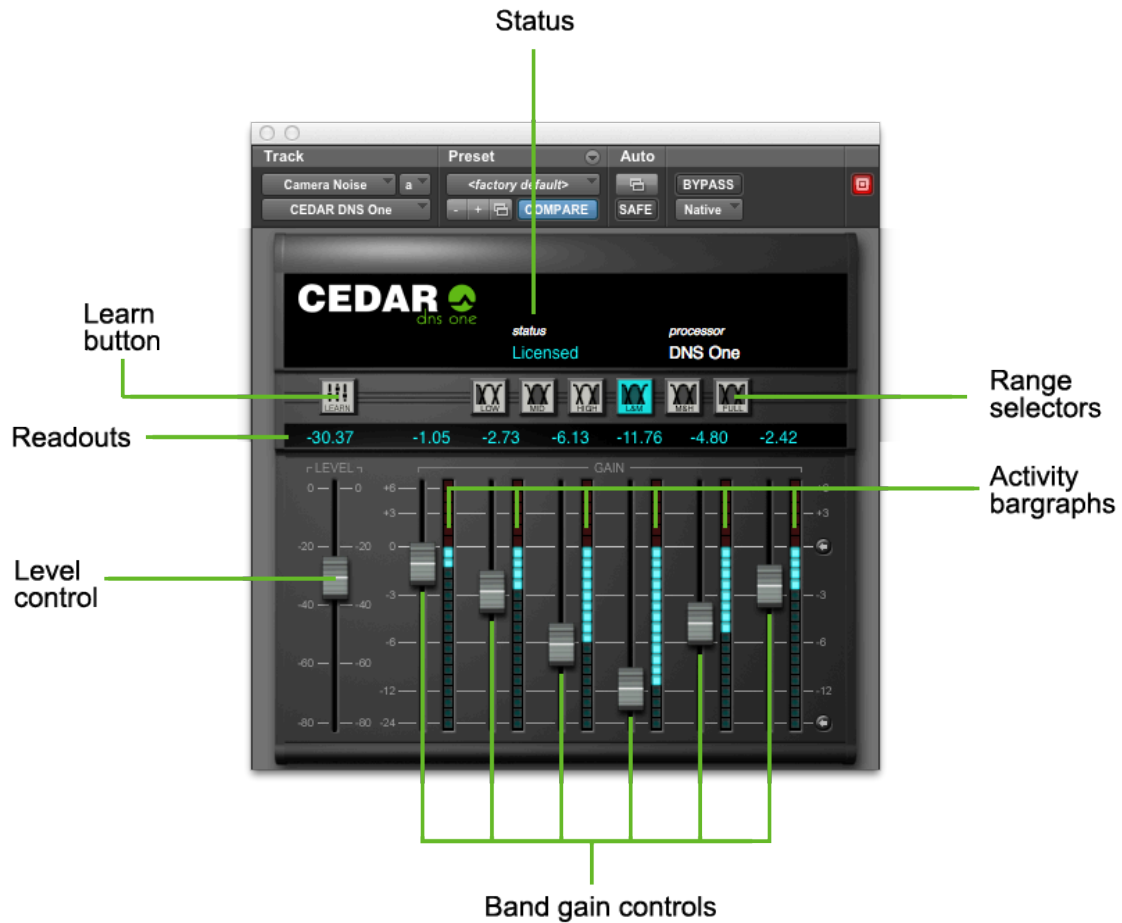 Status
Track Preset Auto
Camera Noise a <factory default> BYPASS
CEDAR DNS One - + COMPARE SAFE Native
CEDAR
dns one
status processor
Licensed DNS One
Learn
button
LEARN LOW MID HIGH L&M M&H FULL
Range
selectors
Readouts
-30.37 -1.05 -2.73 -6.13 -11.76 -4.80 -2.42
LEVEL GAIN
0 0 +6
+3 +3
-20 -20 0
-3 -3
-40 -40
-6 -6
-60 -60
-12 -12
-80 -80 -24
Activity
bargraphs
Level
control
Band gain controls